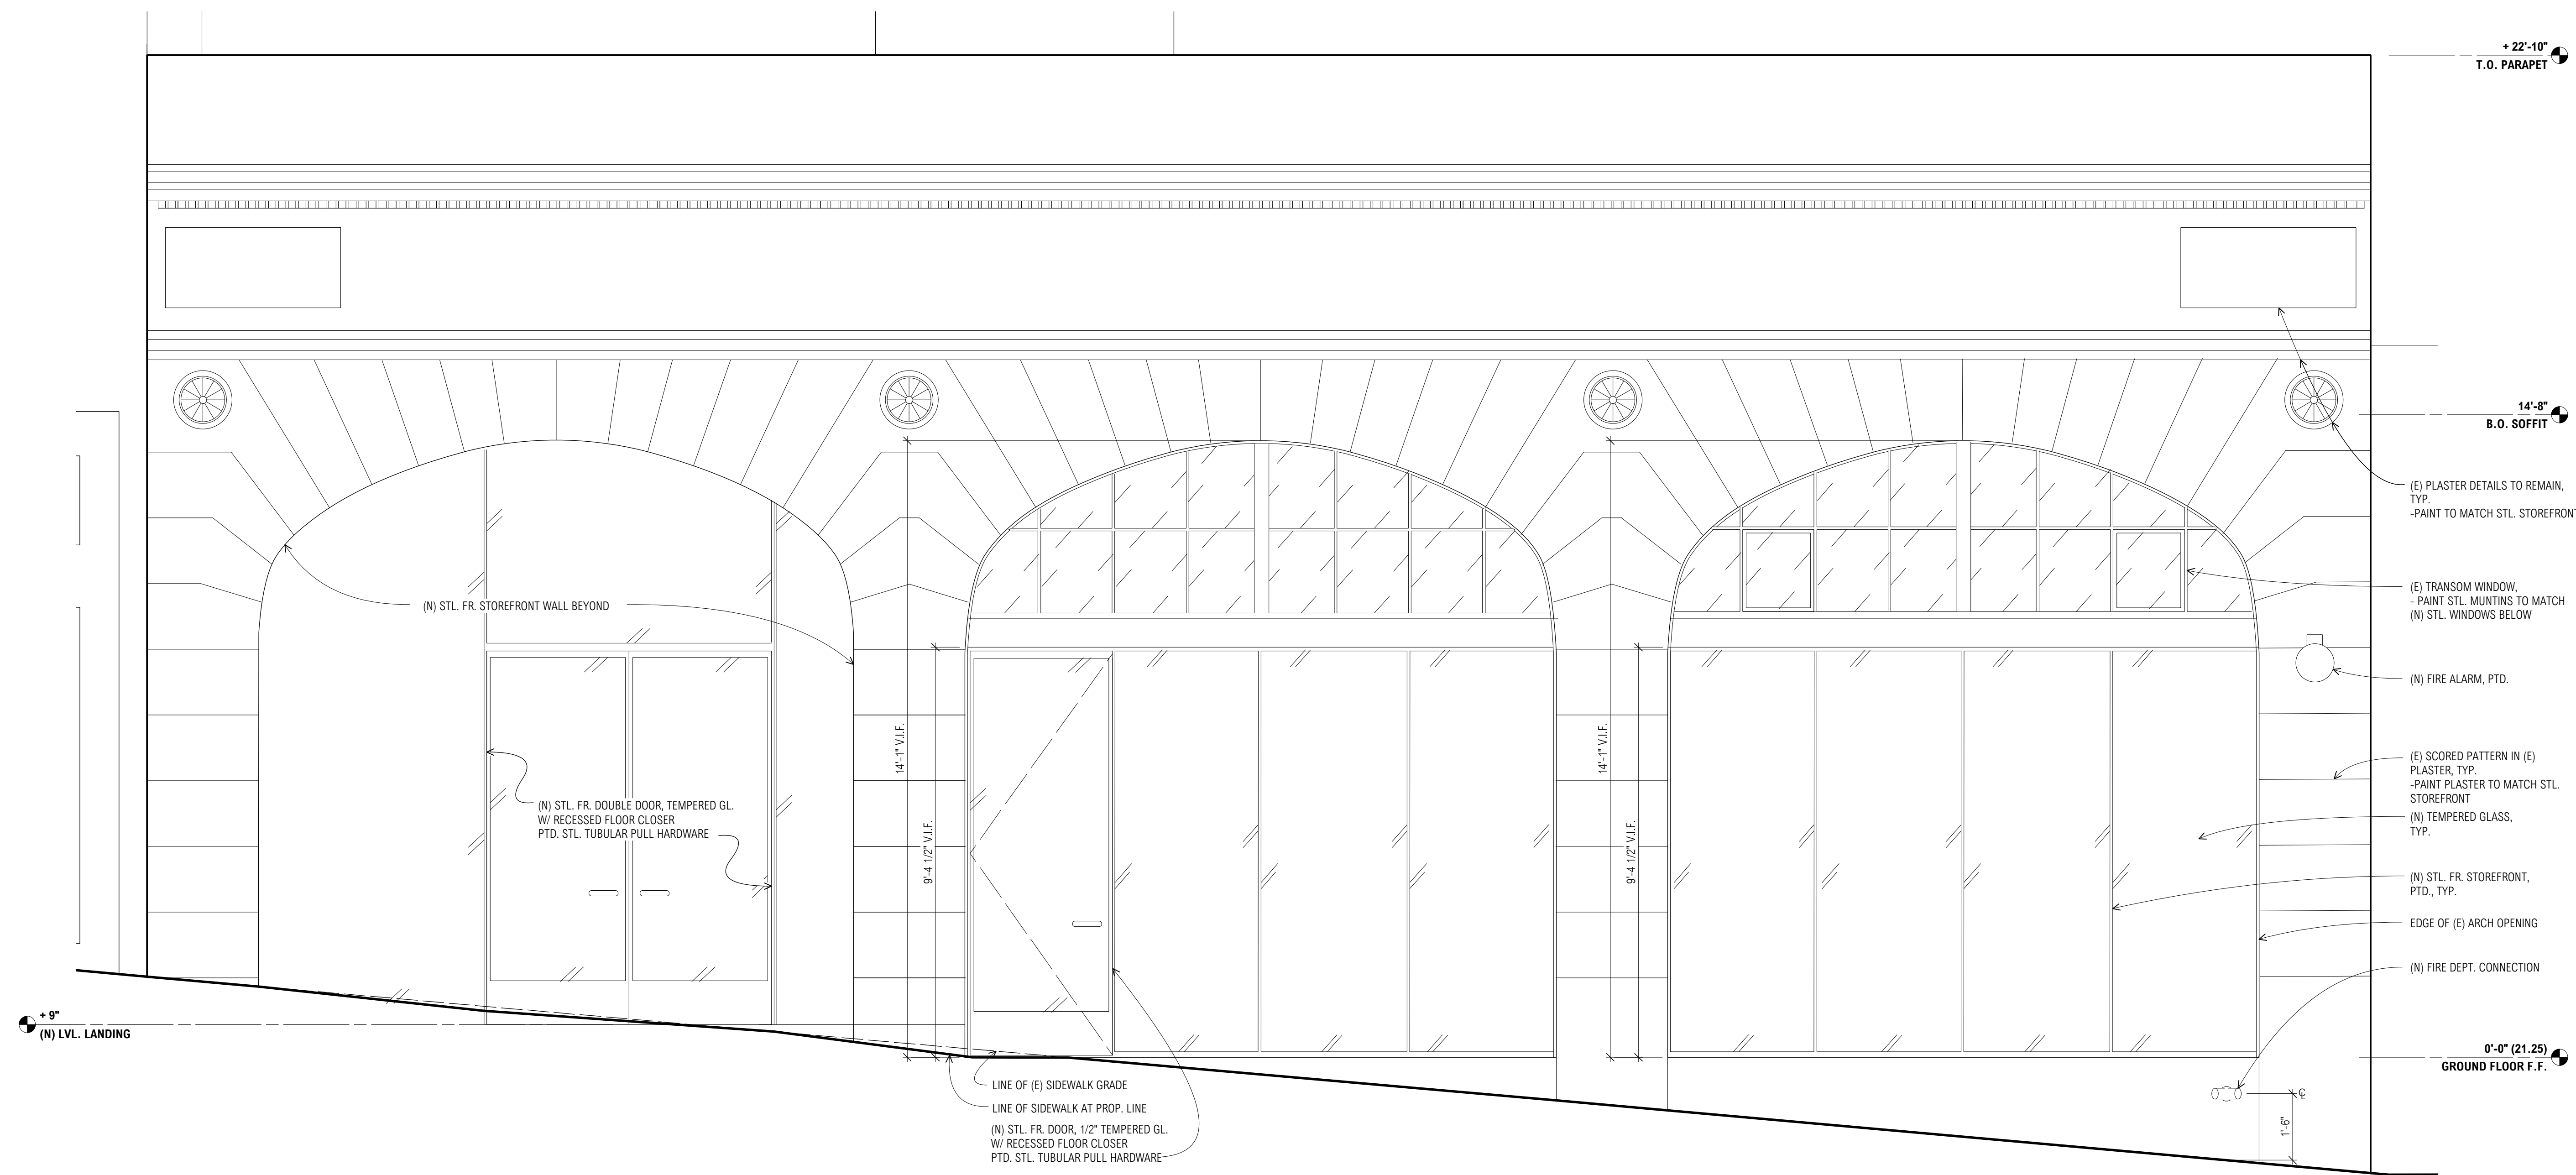 + 22'-10"
T.O. PARAPET
14'-8"
B.O. SOFFIT
(E) PLASTER DETAILS TO REMAIN,
TYP.
-PAINT TO MATCH STL. STOREFRONT
(E) TRANSOM WINDOW,
- PAINT STL. MUNTINS TO MATCH
(N) STL. WINDOWS BELOW
(N) STL. FR. STOREFRONT WALL BEYOND
(N) FIRE ALARM, PTD.
14'-1" V.I.F.
14'-1" V.I.F.
(E) SCORED PATTERN IN (E)
PLASTER, TYP.
-PAINT PLASTER TO MATCH STL.
STOREFRONT
(N) STL. FR. DOUBLE DOOR, TEMPERED GL.
W/ RECESSED FLOOR CLOSER
PTD. STL. TUBULAR PULL HARDWARE
9'-4 1/2" V.I.F.
9'-4 1/2" V.I.F.
(N) TEMPERED GLASS,
TYP.
(N) STL. FR. STOREFRONT,
PTD., TYP.
EDGE OF (E) ARCH OPENING
(N) FIRE DEPT. CONNECTION
+ 9"
(N) LVL. LANDING
0'-0" (21.25)
GROUND FLOOR F.F.
LINE OF (E) SIDEWALK GRADE
LINE OF SIDEWALK AT PROP. LINE
(N) STL. FR. DOOR, 1/2" TEMPERED GL.
W/ RECESSED FLOOR CLOSER
PTD. STL. TUBULAR PULL HARDWARE
℄
1'-6"